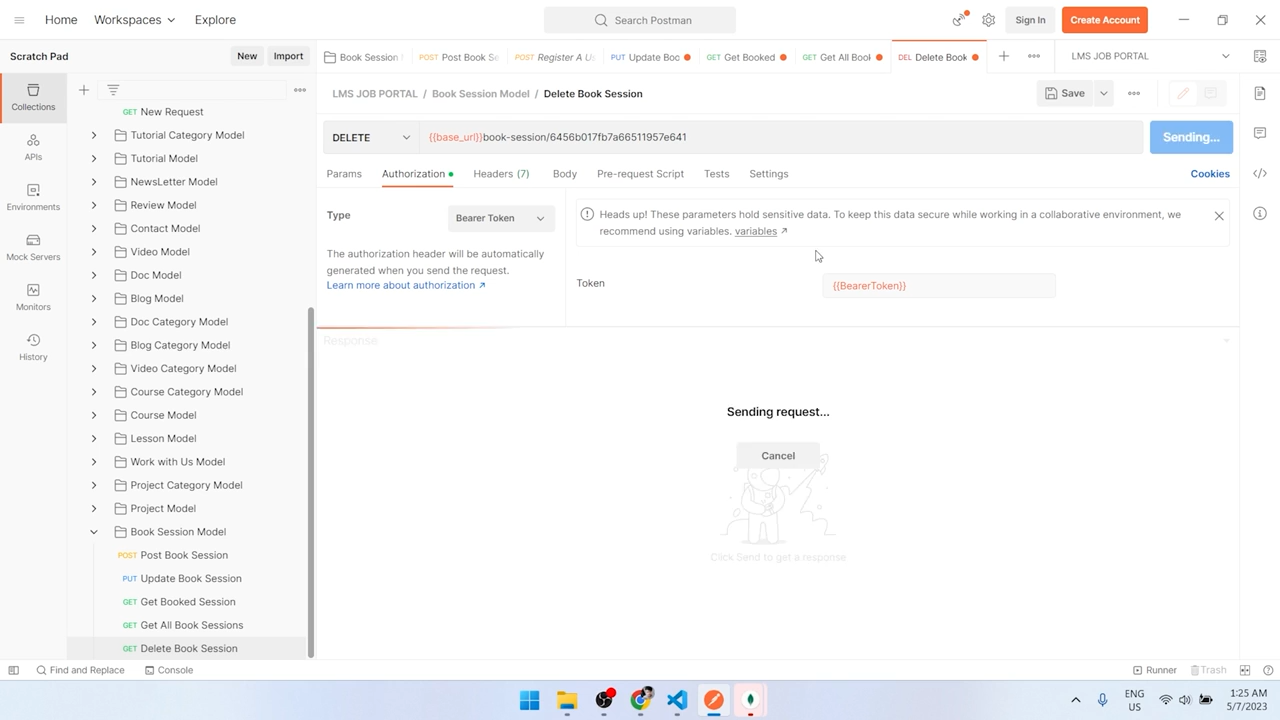 Home
Workspaces
Explore
Search Postman
Sign In
Create Account
Scratch Pad
New
Import
Book Session
POST Post Book Se
POST Register A Us
PUT Update Boo
GET Get Booked
GET Get All Book
DEL Delete Book
LMS JOB PORTAL
Collections
APIs
Environments
Mock Servers
Monitors
History
GET New Request
Tutorial Category Model
Tutorial Model
NewsLetter Model
Review Model
Contact Model
Video Model
Doc Model
Blog Model
Doc Category Model
Blog Category Model
Video Category Model
Course Category Model
Course Model
Lesson Model
Work with Us Model
Project Category Model
Project Model
Book Session Model
POST Post Book Session
PUT Update Book Session
GET Get Booked Session
GET Get All Book Sessions
GET Delete Book Session
LMS JOB PORTAL / Book Session Model / Delete Book Session
Save
DELETE
{{base_url}}book-session/6456b017fb7a66511957e641
Sending...
Params
Authorization
Headers (7)
Body
Pre-request Script
Tests
Settings
Cookies
Type
Bearer Token
The authorization header will be automatically
generated when you send the request.
Learn more about authorization ↗
Heads up! These parameters hold sensitive data. To keep this data secure while working in a collaborative environment, we
recommend using variables. variables ↗
Token
{{BearerToken}}
Response
Sending request...
Cancel
Click Send to get a response
Find and Replace
Console
Runner
Trash
ENG
US
1:25 AM
5/7/2023